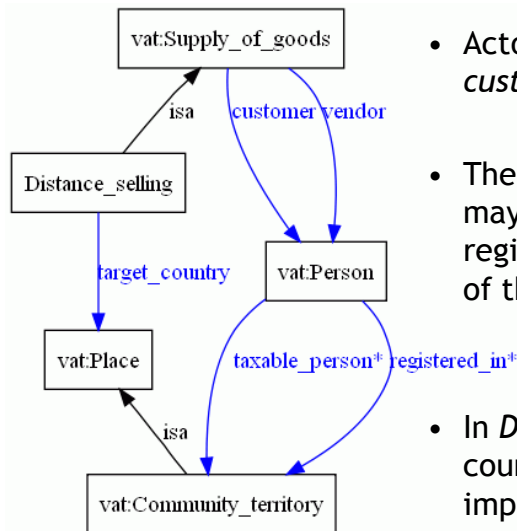 vat:Supply_of_goods
isa
customer vendor
Distance_selling
target_country
vat:Person
vat:Place
taxable_person* registered_in*
isa
vat:Community_territory
• Acto
cust
• The
may
regi
of th
• In D
cour
imp